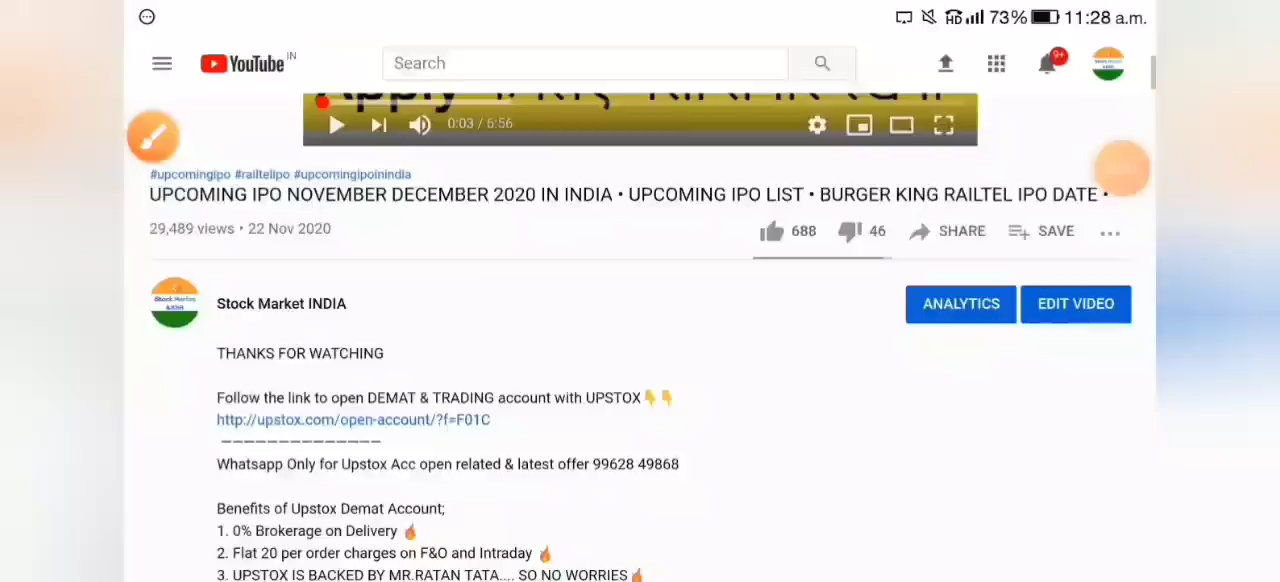 HD 73% 11:28 a.m.
YouTube IN
Search
9+
Apply
0:03 / 6:56
#upcomingipo #railtelipo #upcomingipoinindia
UPCOMING IPO NOVEMBER DECEMBER 2020 IN INDIA • UPCOMING IPO LIST • BURGER KING RAILTEL IPO DATE •
29,489 views • 22 Nov 2020
688 46 SHARE SAVE
Stock Market INDIA
ANALYTICS EDIT VIDEO
THANKS FOR WATCHING
Follow the link to open DEMAT & TRADING account with UPSTOX👇👇
http://upstox.com/open-account/?f=F01C
——————————————
Whatsapp Only for Upstox Acc open related & latest offer 99628 49868
Benefits of Upstox Demat Account;
1. 0% Brokerage on Delivery 🔥
2. Flat 20 per order charges on F&O and Intraday 🔥
3. UPSTOX IS BACKED BY MR.RATAN TATA.... SO NO WORRIES🔥